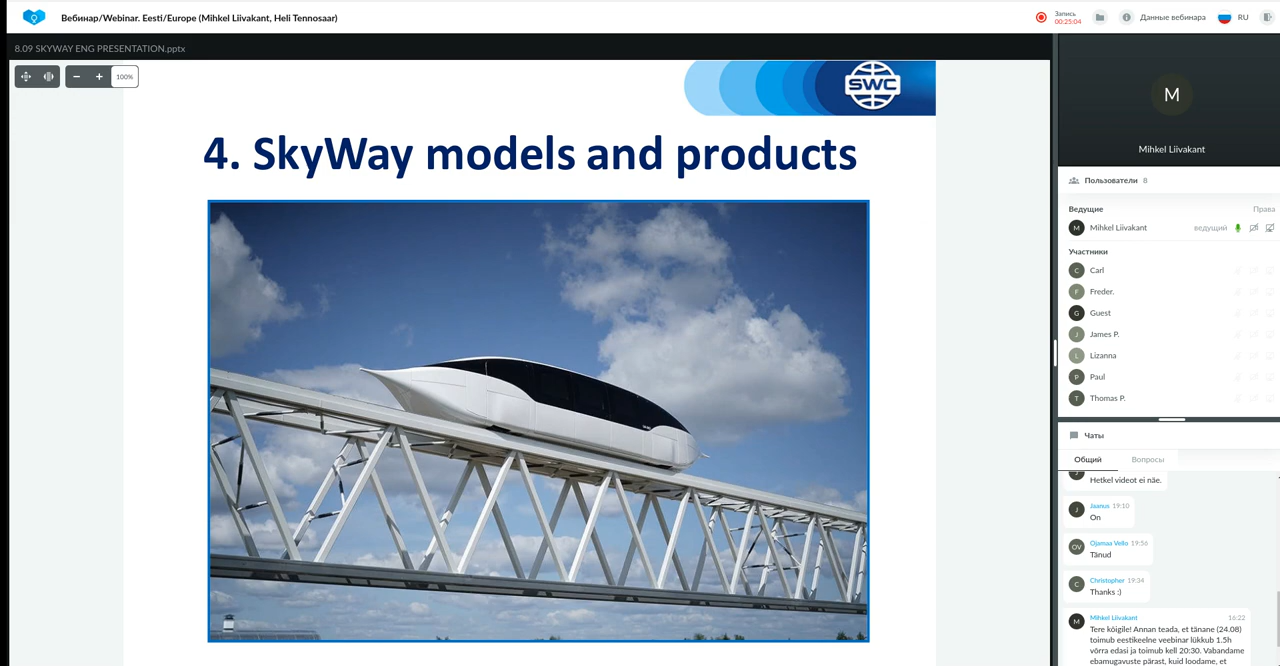 Вебинар/Webinar. Eesti/Europe (Mihkel Liivakant, Heli Tennosaar)
Запись
00:25:04
Данные вебинара
RU
8.09 SKYWAY ENG PRESENTATION.pptx
100%
SWC
4. SkyWay models and products
M
Mihkel Liivakant
Пользователи 8
Ведущие Права
M Mihkel Liivakant ведущий
Участники
C Carl
F Freder.
G Guest
J James P.
L Lizanna
P Paul
T Thomas P.
Чаты
Общий Вопросы
Hetkel videot ei näe.
J Jaanus 19:10
On
OV Ojamaa Vello 19:56
Tänud
C Christopher 19:34
Thanks :)
M Mihkel Liivakant 16:22
Tere kõigile! Annan teada, et tänane (24.08)
toimub eestikeelne veebinar lükkub 1.5h
võrra edasi ja toimub kell 20:30. Vabandame
ebamugavuste pärast, kuid loodame, et